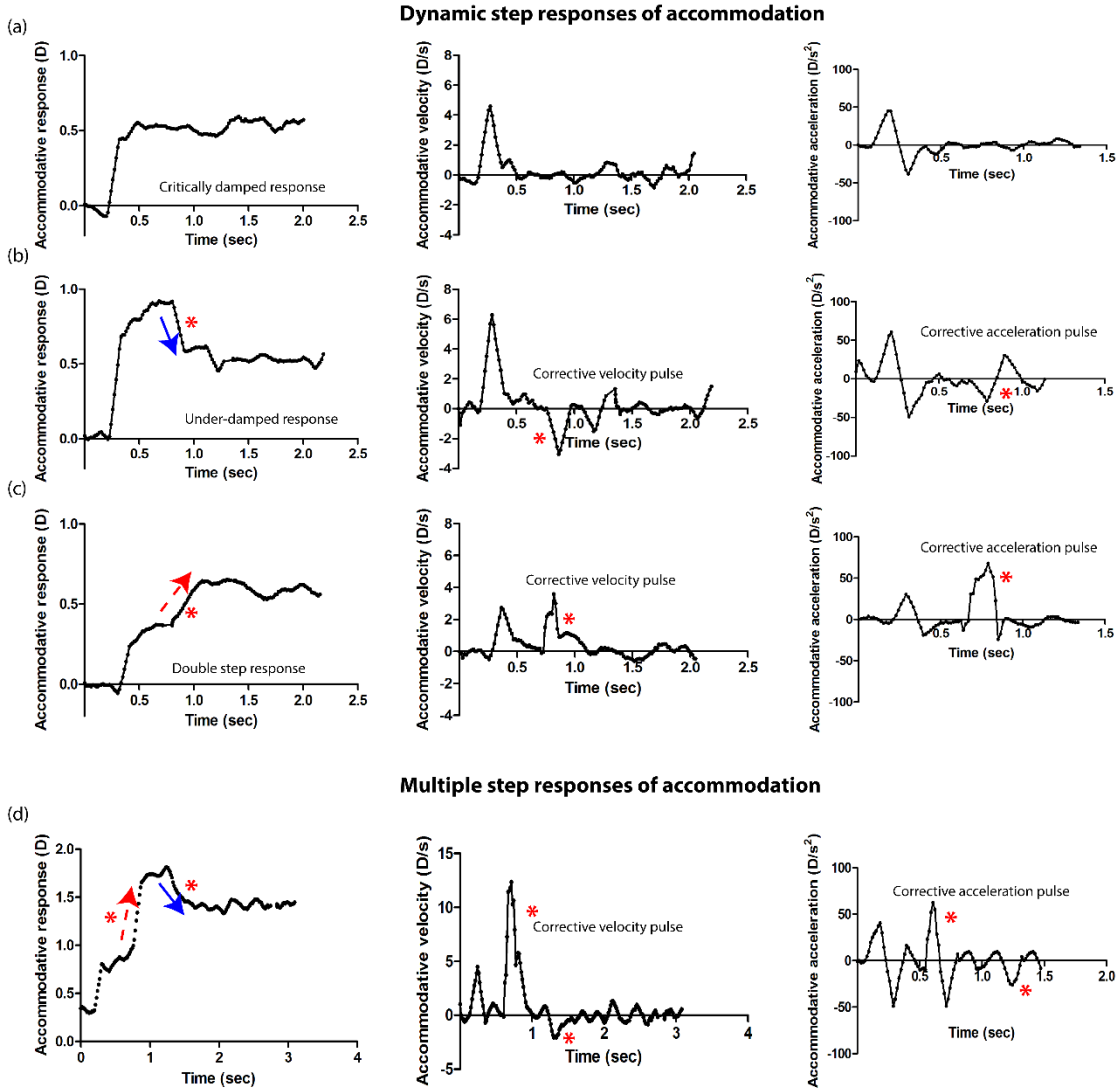 Dynamic step responses of accommodation
(a)
Accommodative response (D)
1.0
0.5
0.0
0.5 1.0 1.5 2.0 2.5
Critically damped response
Time (sec)
Accommodative velocity (D/s)
8
6
4
2
0
-2
-4
0.5 1.0 1.5 2.0 2.5
Time (sec)
Accommodative acceleration (D/s²)
100
50
0
-50
-100
0.5 1.0 1.5
Time (sec)
(b)
Accommodative response (D)
1.0
0.5
0.0
*
Under-damped response
0.5 1.0 1.5 2.0 2.5
Time (sec)
Accommodative velocity (D/s)
8
6
4
2
0
-2
-4
Corrective velocity pulse
0.5 1.0 1.5 2.0 2.5
*
Time (sec)
Accommodative acceleration (D/s²)
100
50
0
-50
-100
Corrective acceleration pulse
0.5 1.0 1.5
*
Time (sec)
(c)
Accommodative response (D)
1.0
0.5
0.0
*
Double step response
0.5 1.0 1.5 2.0 2.5
Time (sec)
Accommodative velocity (D/s)
8
6
4
2
0
-2
-4
Corrective velocity pulse
*
0.5 1.0 1.5 2.0 2.5
Time (sec)
Accommodative acceleration (D/s²)
100
50
0
-50
-100
Corrective acceleration pulse
*
0.5 1.0 1.5
Time (sec)
Multiple step responses of accommodation
(d)
Accommodative response (D)
2.0
1.5
1.0
0.5
0.0
*
*
0 1 2 3 4
Time (sec)
Accommodative velocity (D/s)
15
10
5
0
-5
*
Corrective velocity pulse
1 2 3 4
*
Time (sec)
Accommodative acceleration (D/s²)
100
50
0
-50
-100
Corrective acceleration pulse
*
0.5 1.0 1.5 2.0
*
Time (sec)